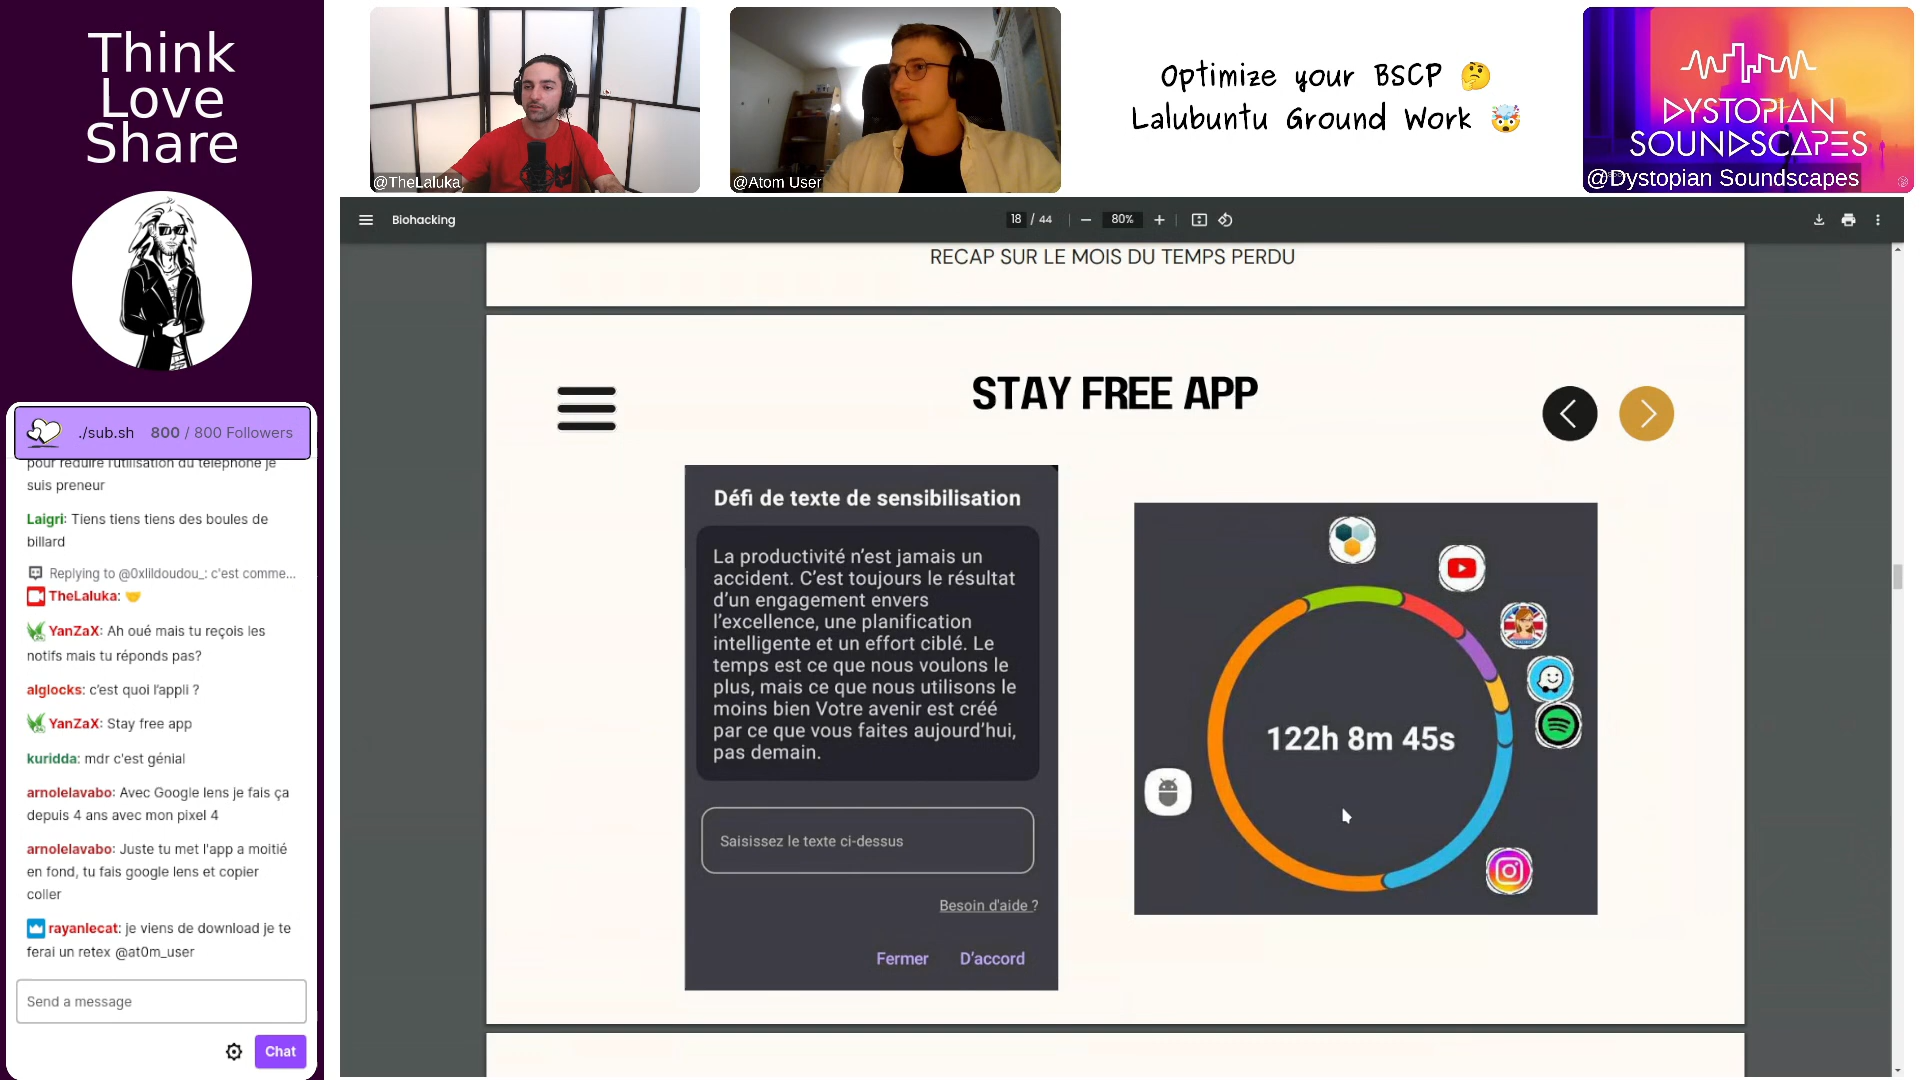 Think
Love
Share
./sub.sh 800 / 800 Followers
pour réduire l'utilisation du téléphone je
suis preneur
Laigri: Tiens tiens tiens des boules de
billard
Replying to @0xlildoudou_: c'est comme...
TheLaluka: 🤝
YanZaX: Ah oué mais tu reçois les
notifs mais tu réponds pas?
alglocks: c'est quoi l'appli ?
YanZaX: Stay free app
kuridda: mdr c'est génial
arnolelavabo: Avec Google lens je fais ça
depuis 4 ans avec mon pixel 4
arnolelavabo: Juste tu met l'app a moitié
en fond, tu fais google lens et copier
coller
rayanlecat: je viens de download je te
ferai un retex @at0m_user
Send a message
Chat
@TheLaluka
@Atom User
Optimize your BSCP 🤔
Lalubuntu Ground Work 🤯
DYSTOPIAN
SOUNDSCAPES
@Dystopian Soundscapes
Biohacking
18 / 44
80%
RECAP SUR LE MOIS DU TEMPS PERDU
STAY FREE APP
Défi de texte de sensibilisation
La productivité n'est jamais un
accident. C'est toujours le résultat
d'un engagement envers
l'excellence, une planification
intelligente et un effort ciblé. Le
temps est ce que nous voulons le
plus, mais ce que nous utilisons le
moins bien Votre avenir est créé
par ce que vous faites aujourd'hui,
pas demain.
Saisissez le texte ci-dessus
Besoin d'aide ?
Fermer D'accord
122h 8m 45s